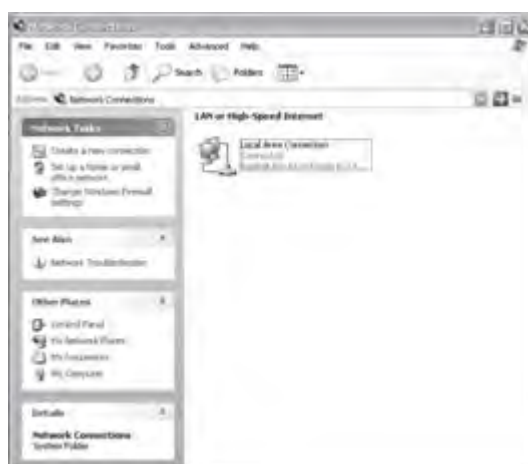 Network Connections
File Edit View Favorites Tools Advanced Help
Search Folders
Address Network Connections
LAN or High-Speed Internet
Network Tasks
Local Area Connection
Connected
Create a new connection
Set up a home or small
office network
Change Windows Firewall
settings
See Also
Network Troubleshooter
Other Places
Control Panel
My Network Places
My Documents
My Computer
Details
Network Connections
System Folder